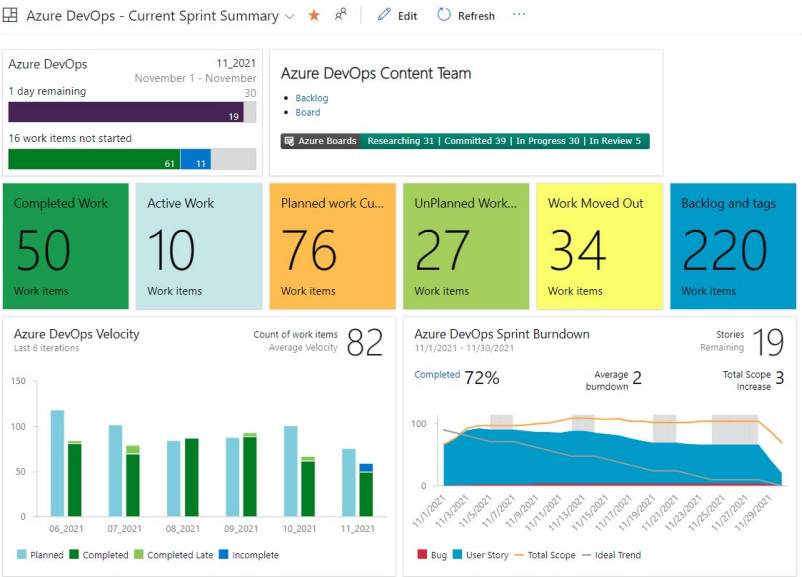 Azure DevOps - Current Sprint Summary
Edit
Refresh
Azure DevOps
11_2021
November 1 - November 30
1 day remaining
19
16 work items not started
61
11
Azure DevOps Content Team
Backlog
Board
Azure Boards Researching 31 | Committed 39 | In Progress 30 | In Review 5
Completed Work
50
Work items
Active Work
10
Work items
Planned work Cu...
76
Work items
UnPlanned Work...
27
Work items
Work Moved Out
34
Work items
Backlog and tags
220
Work items
Azure DevOps Velocity
Last 6 iterations
Count of work items
Average Velocity
82
150
100
50
0
06_2021 07_2021 08_2021 09_2021 10_2021 11_2021
Planned Completed Completed Late Incomplete
Azure DevOps Sprint Burndown
11/1/2021 - 11/30/2021
Stories
Remaining
19
Completed 72%
Average
burndown
2
Total Scope
Increase
3
100
0
11/1/2021 11/3/2021 11/5/2021 11/7/2021 11/9/2021 11/11/2021 11/13/2021 11/15/2021 11/17/2021 11/19/2021 11/21/2021 11/23/2021 11/25/2021 11/27/2021 11/29/2021
Bug User Story Total Scope Ideal Trend